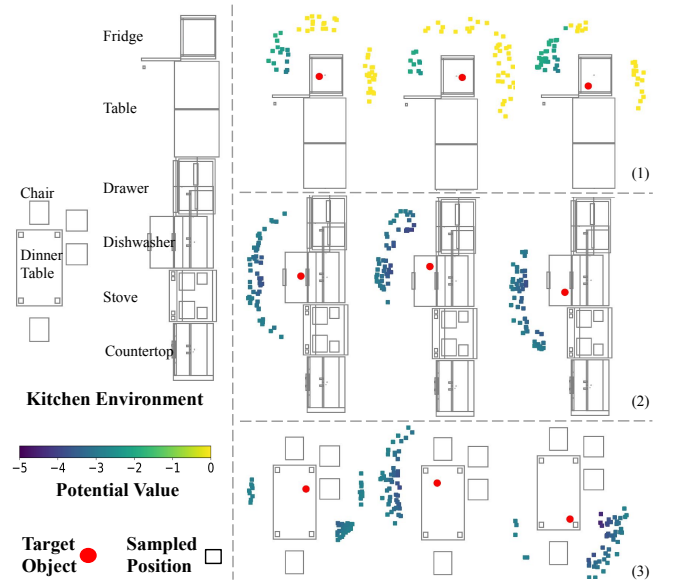 Fridge
Table
Drawer
Chair
Dishwasher
Dinner
Table
Stove
Countertop
Kitchen Environment
−5 −4 −3 −2 −1 0
Potential Value
Target
Object
Sampled
Position
(1)
(2)
(3)